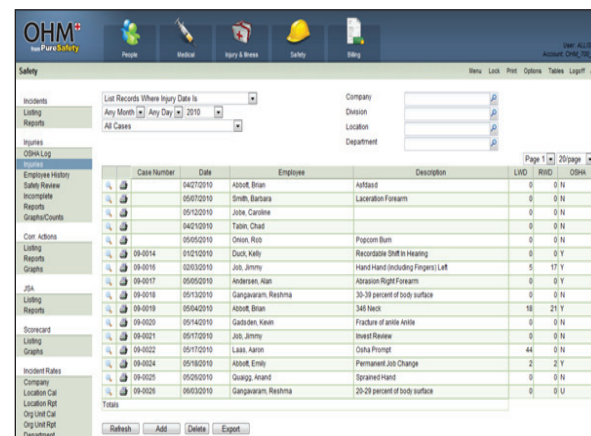 OHM+
from PureSafety
People
Medical
Injury & Illness
Safety
Billing
User: ALLIS
Account: OHM_700_
Safety
Menu Lock Print Options Tables Logoff
Incidents
Listing
Reports
Injuries
OSHA Log
Injuries
Employee History
Safety Review
Incomplete
Reports
Graphs/Counts
Corr. Actions
Listing
Reports
Graphs
JSA
Listing
Reports
Scorecard
Listing
Graphs
Incident Rates
Company
Location Cal
Location Rpt
Org Unit Cal
Org Unit Rpt
Department
List Records Where Injury Date Is
Any Month Any Day 2010
All Cases
Company
Division
Location
Department
Page 1 20/page
Case Number Date Employee Description LWD RWD OSHA
04/27/2010 Abbott, Brian Asfdasd 0 0 N
05/07/2010 Smith, Barbara Laceration Forearm 0 0 N
05/12/2010 Jobe, Caroline 0 0 N
04/21/2010 Tabin, Chad 0 0 N
05/05/2010 Onion, Rob Popcorn Burn 0 0 N
09-0014 01/21/2010 Duck, Kelly Recordable Shift In Hearing 0 0 Y
09-0016 02/03/2010 Job, Jimmy Hand Hand (including Fingers) Left 5 17 Y
09-0017 05/05/2010 Andersen, Alan Abrasion Right Forearm 0 0 Y
09-0018 05/13/2010 Gangavaram, Reshma 30-39 percent of body surface 0 0 N
09-0019 05/04/2010 Abbott, Brian 346 Neck 18 21 Y
09-0020 05/14/2010 Gadsden, Kevin Fracture of ankle Ankle 0 0 N
09-0021 05/17/2010 Job, Jimmy Invest Review 0 0 N
09-0022 05/17/2010 Laas, Aaron Osha Prompt 44 0 N
09-0024 05/18/2010 Abbott, Emily Permanent Job Change 2 2 Y
09-0025 05/26/2010 Quaigg, Anand Sprained Hand 0 0 N
09-0026 06/03/2010 Gangavaram, Reshma 20-29 percent of body surface 0 0 U
Totals
Refresh Add Delete Export